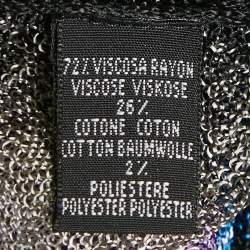 72% VISCOSA RAYON
VISCOSE VISKOSE
26%
COTONE COTON
COTTON BAUMWOLLE
2%
POLIESTERE
POLYESTER POLYESTER